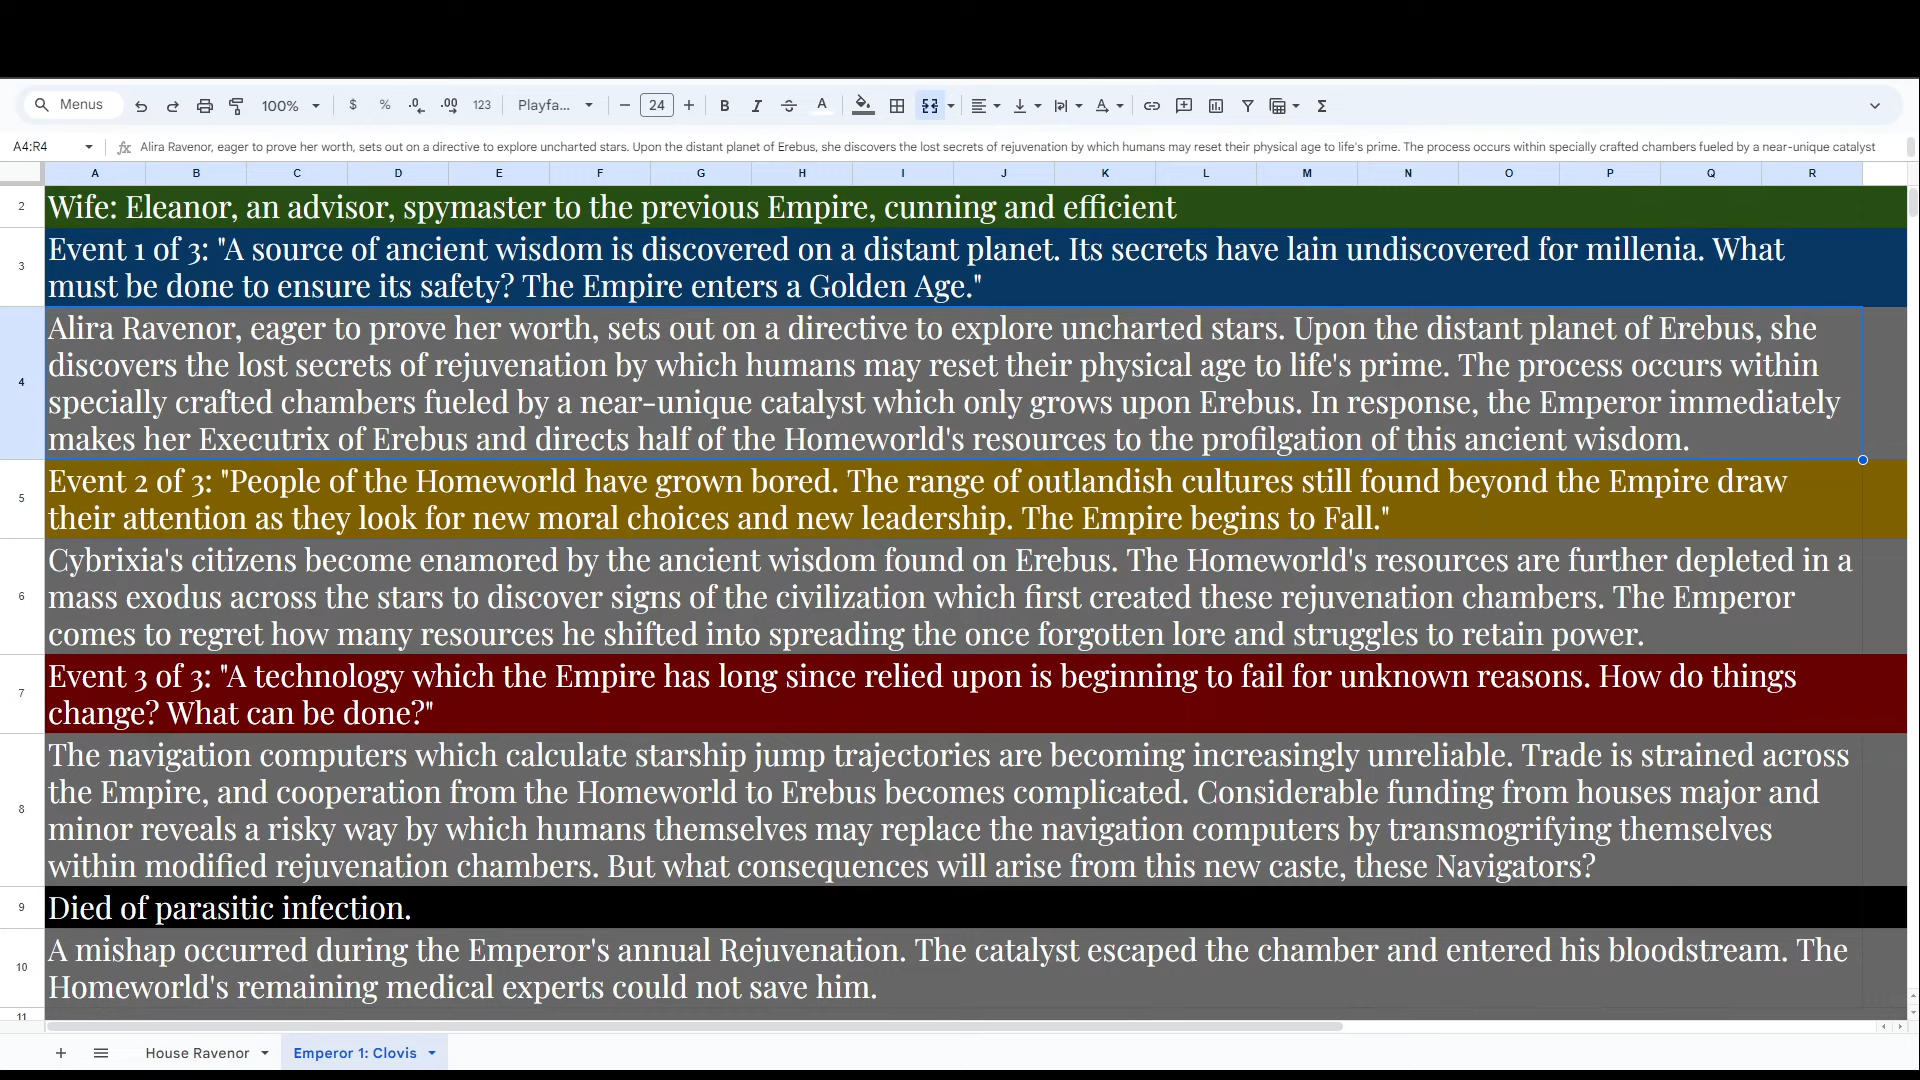 Menus
100%
$
%
.0
.00
123
Playfa...
24
B
I
A
A4:R4
fx
Alira Ravenor, eager to prove her worth, sets out on a directive to explore uncharted stars. Upon the distant planet of Erebus, she discovers the lost secrets of rejuvenation by which humans may reset their physical age to life's prime. The process occurs within specially crafted chambers fueled by a near-unique catalyst
A B C D E F G H I J K L M N O P Q R
2
Wife: Eleanor, an advisor, spymaster to the previous Empire, cunning and efficient
3
Event 1 of 3: "A source of ancient wisdom is discovered on a distant planet. Its secrets have lain undiscovered for millenia. What
must be done to ensure its safety? The Empire enters a Golden Age."
4
Alira Ravenor, eager to prove her worth, sets out on a directive to explore uncharted stars. Upon the distant planet of Erebus, she
discovers the lost secrets of rejuvenation by which humans may reset their physical age to life's prime. The process occurs within
specially crafted chambers fueled by a near-unique catalyst which only grows upon Erebus. In response, the Emperor immediately
makes her Executrix of Erebus and directs half of the Homeworld's resources to the profilgation of this ancient wisdom.
5
Event 2 of 3: "People of the Homeworld have grown bored. The range of outlandish cultures still found beyond the Empire draw
their attention as they look for new moral choices and new leadership. The Empire begins to Fall."
6
Cybrixia's citizens become enamored by the ancient wisdom found on Erebus. The Homeworld's resources are further depleted in a
mass exodus across the stars to discover signs of the civilization which first created these rejuvenation chambers. The Emperor
comes to regret how many resources he shifted into spreading the once forgotten lore and struggles to retain power.
7
Event 3 of 3: "A technology which the Empire has long since relied upon is beginning to fail for unknown reasons. How do things
change? What can be done?"
8
The navigation computers which calculate starship jump trajectories are becoming increasingly unreliable. Trade is strained across
the Empire, and cooperation from the Homeworld to Erebus becomes complicated. Considerable funding from houses major and
minor reveals a risky way by which humans themselves may replace the navigation computers by transmogrifying themselves
within modified rejuvenation chambers. But what consequences will arise from this new caste, these Navigators?
9
Died of parasitic infection.
10
A mishap occurred during the Emperor's annual Rejuvenation. The catalyst escaped the chamber and entered his bloodstream. The
Homeworld's remaining medical experts could not save him.
11
House Ravenor
Emperor 1: Clovis